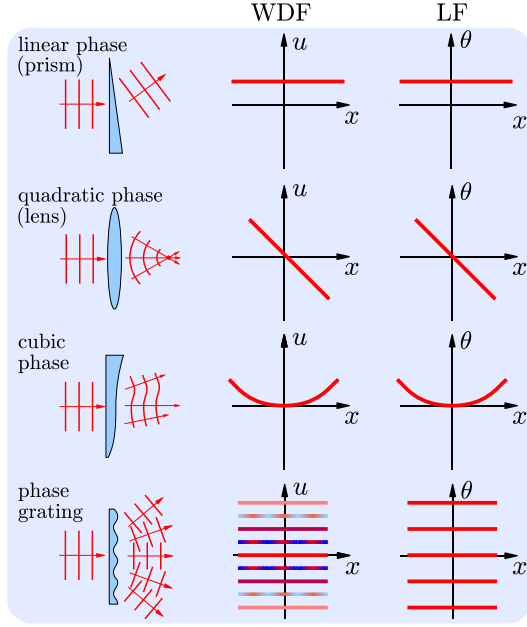 WDF LF
linear phase
(prism)
u θ
x x
quadratic phase
(lens)
u θ
x x
cubic
phase
u θ
x x
phase
grating
u θ
x x